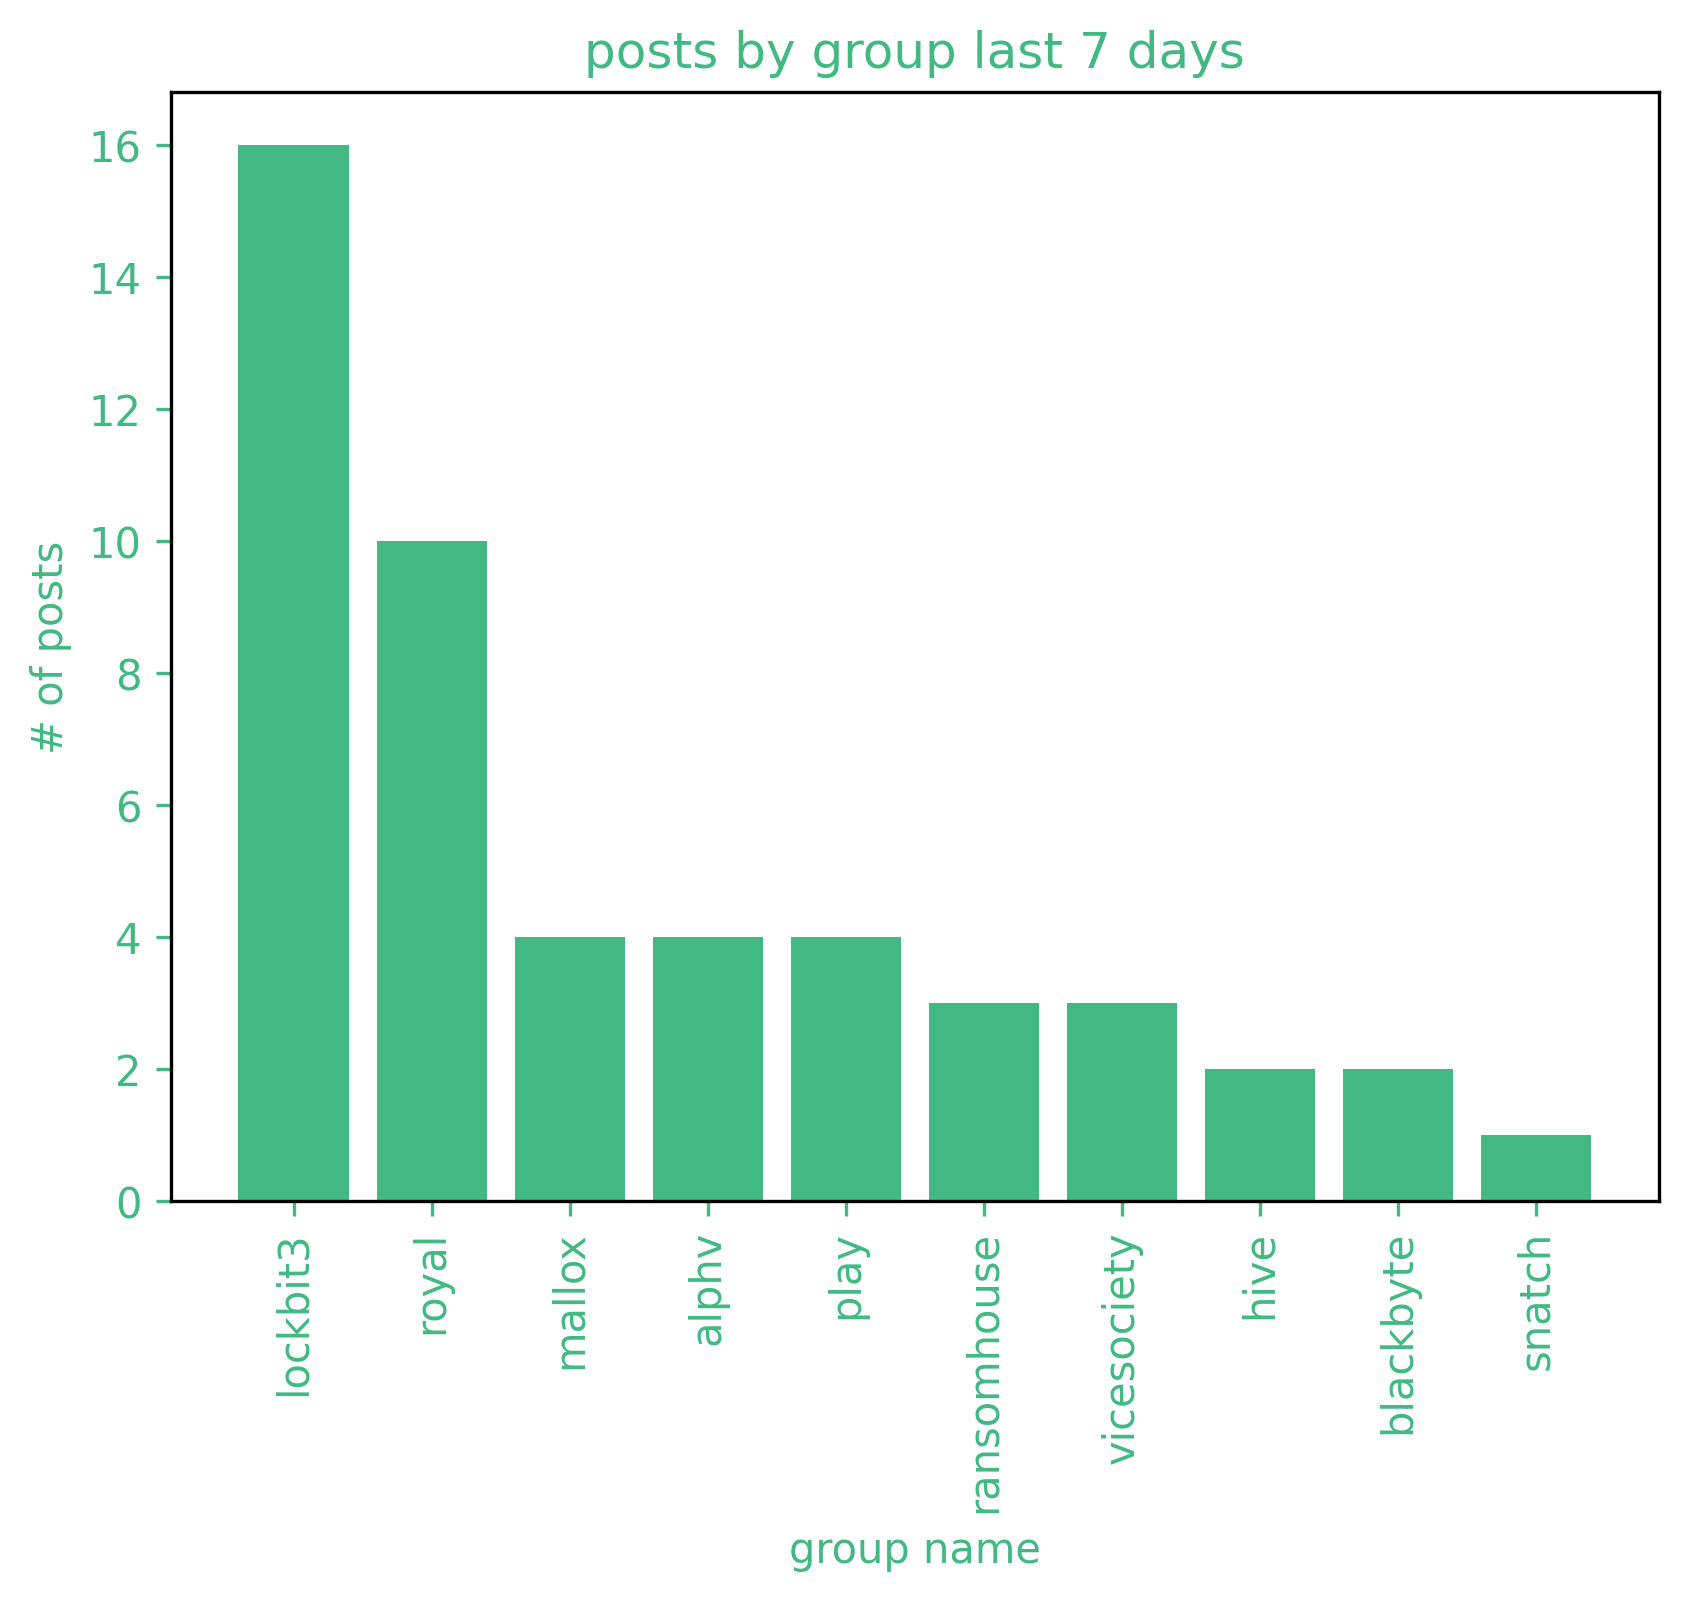 posts by group last 7 days
# of posts
16
14
12
10
8
6
4
2
0
lockbit3
royal
mallox
alphv
play
ransomhouse
vicesociety
hive
blackbyte
snatch
group name